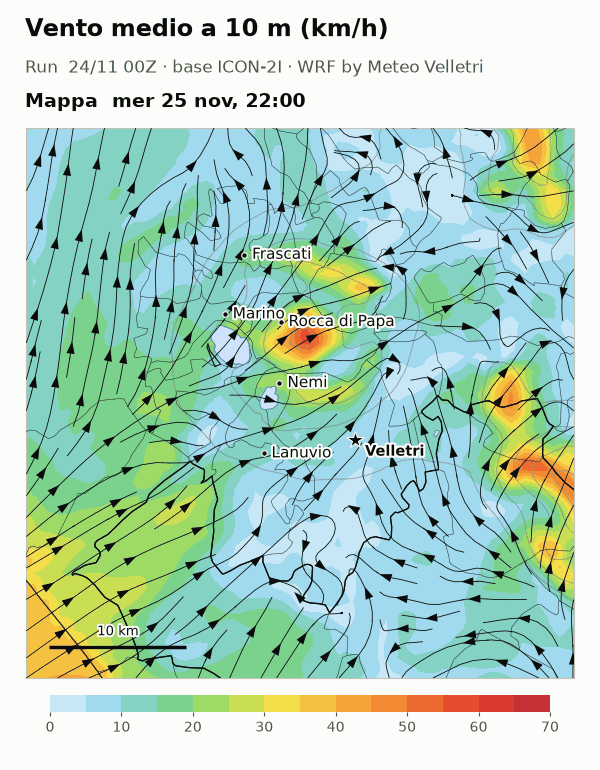 Vento medio a 10 m (km/h)
Run  24/11 00Z · base ICON-2I · WRF by Meteo Velletri
Mappa  mer 25 nov, 22:00
Frascati
Marino
Rocca di Papa
Nemi
Velletri
Lanuvio
10 km
0 10 20 30 40 50 60 70